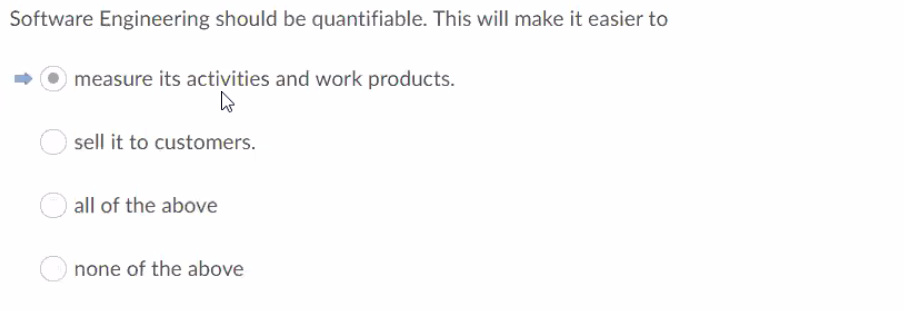 Software Engineering should be quantifiable. This will make it easier to
measure its activities and work products.
sell it to customers.
all of the above
none of the above